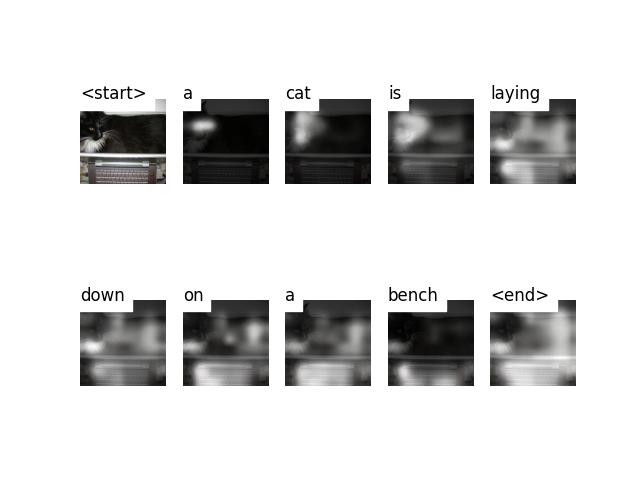 <start> a cat is laying
down on a bench <end>